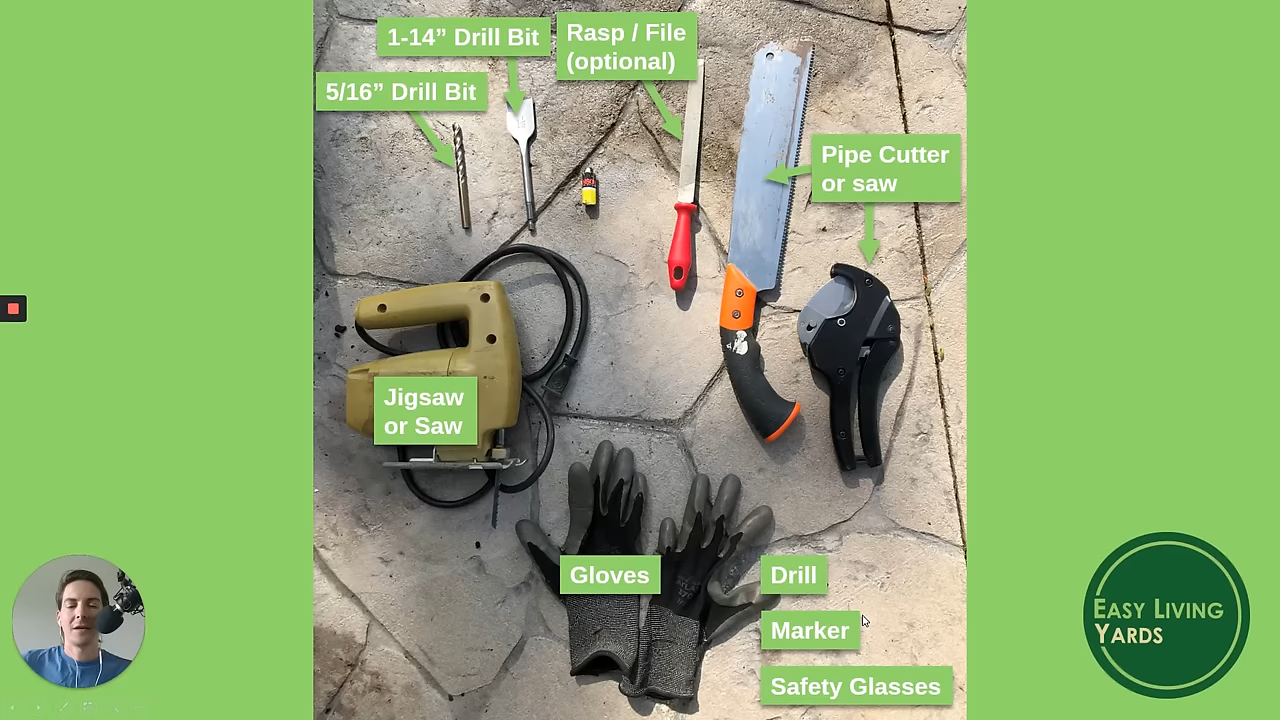 1-14” Drill Bit
Rasp / File
(optional)
5/16” Drill Bit
Pipe Cutter
or saw
Jigsaw
or Saw
Gloves
Drill
Marker
Safety Glasses
Easy Living
Yards